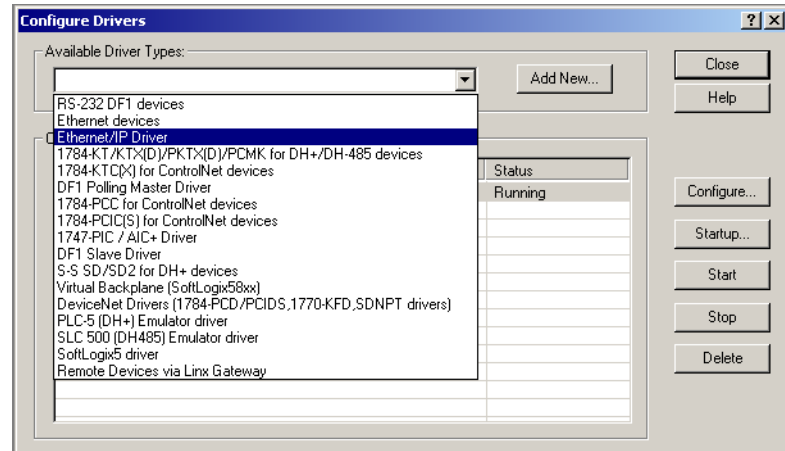 Configure Drivers
Available Driver Types:
Add New...
Close
Help
RS-232 DF1 devices
Ethernet devices
Ethernet/IP Driver
1784-KT/KTX(D)/PKTX(D)/PCMK for DH+/DH-485 devices
1784-KTC(X) for ControlNet devices
DF1 Polling Master Driver
1784-PCC for ControlNet devices
1784-PCIC(S) for ControlNet devices
1747-PIC / AIC+ Driver
DF1 Slave Driver
S-S SD/SD2 for DH+ devices
Virtual Backplane (SoftLogix58xx)
DeviceNet Drivers (1784-PCD/PCIDS,1770-KFD,SDNPT drivers)
PLC-5 (DH+) Emulator driver
SLC 500 (DH485) Emulator driver
SoftLogix5 driver
Remote Devices via Linx Gateway
Status
Running
Configure...
Startup...
Start
Stop
Delete